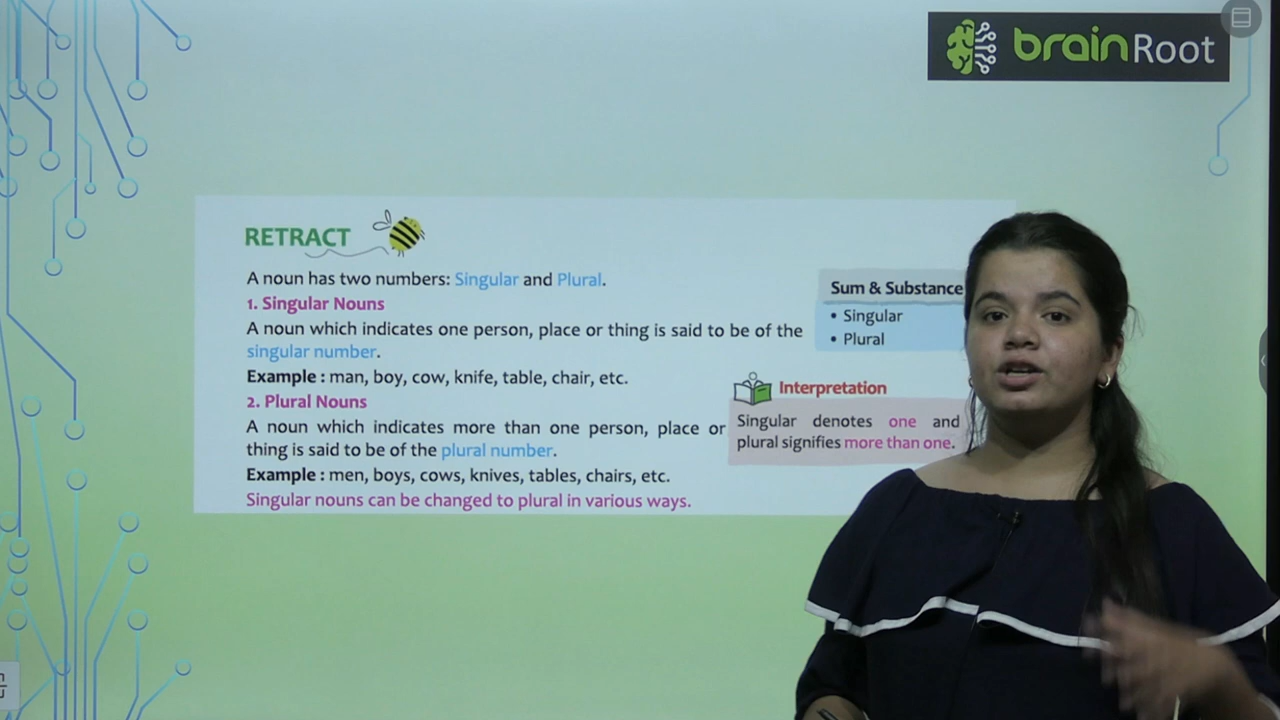 brainRoot
RETRACT
A noun has two numbers: Singular and Plural.
1. Singular Nouns
A noun which indicates one person, place or thing is said to be of the
singular number.
Example : man, boy, cow, knife, table, chair, etc.
2. Plural Nouns
A noun which indicates more than one person, place or
thing is said to be of the plural number.
Example : men, boys, cows, knives, tables, chairs, etc.
Singular nouns can be changed to plural in various ways.
Sum & Substance
• Singular
• Plural
Interpretation
Singular denotes one and
plural signifies more than one.